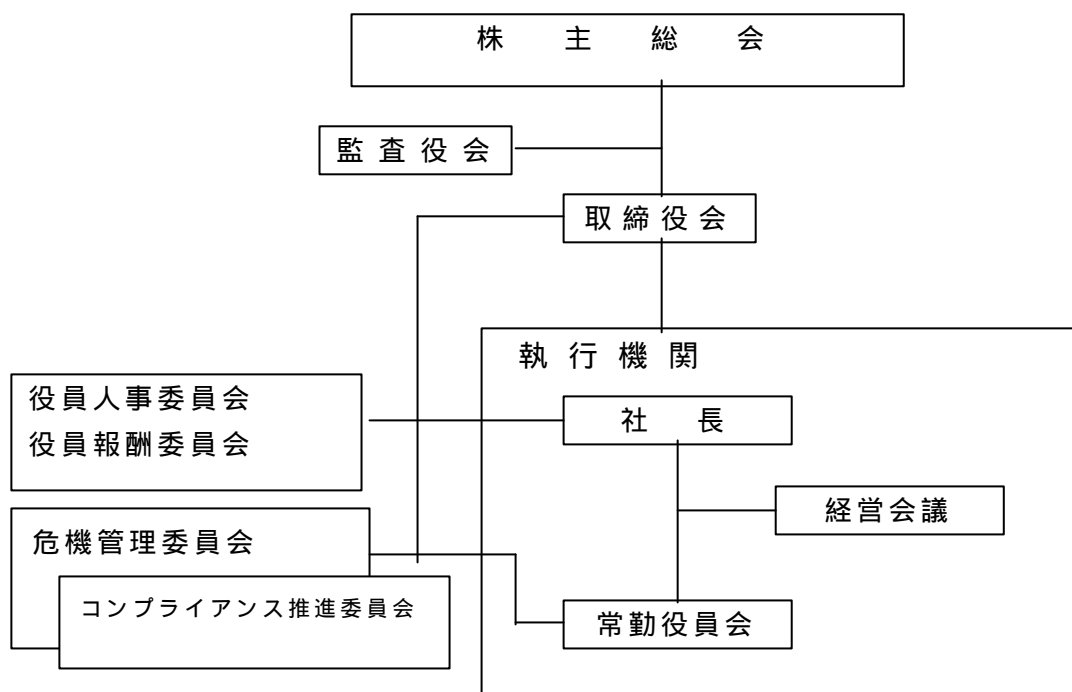 株主総会
監査役会
取締役会
執行機関
役員人事委員会
役員報酬委員会
社長
経営会議
危機管理委員会
コンプライアンス推進委員会
常勤役員会